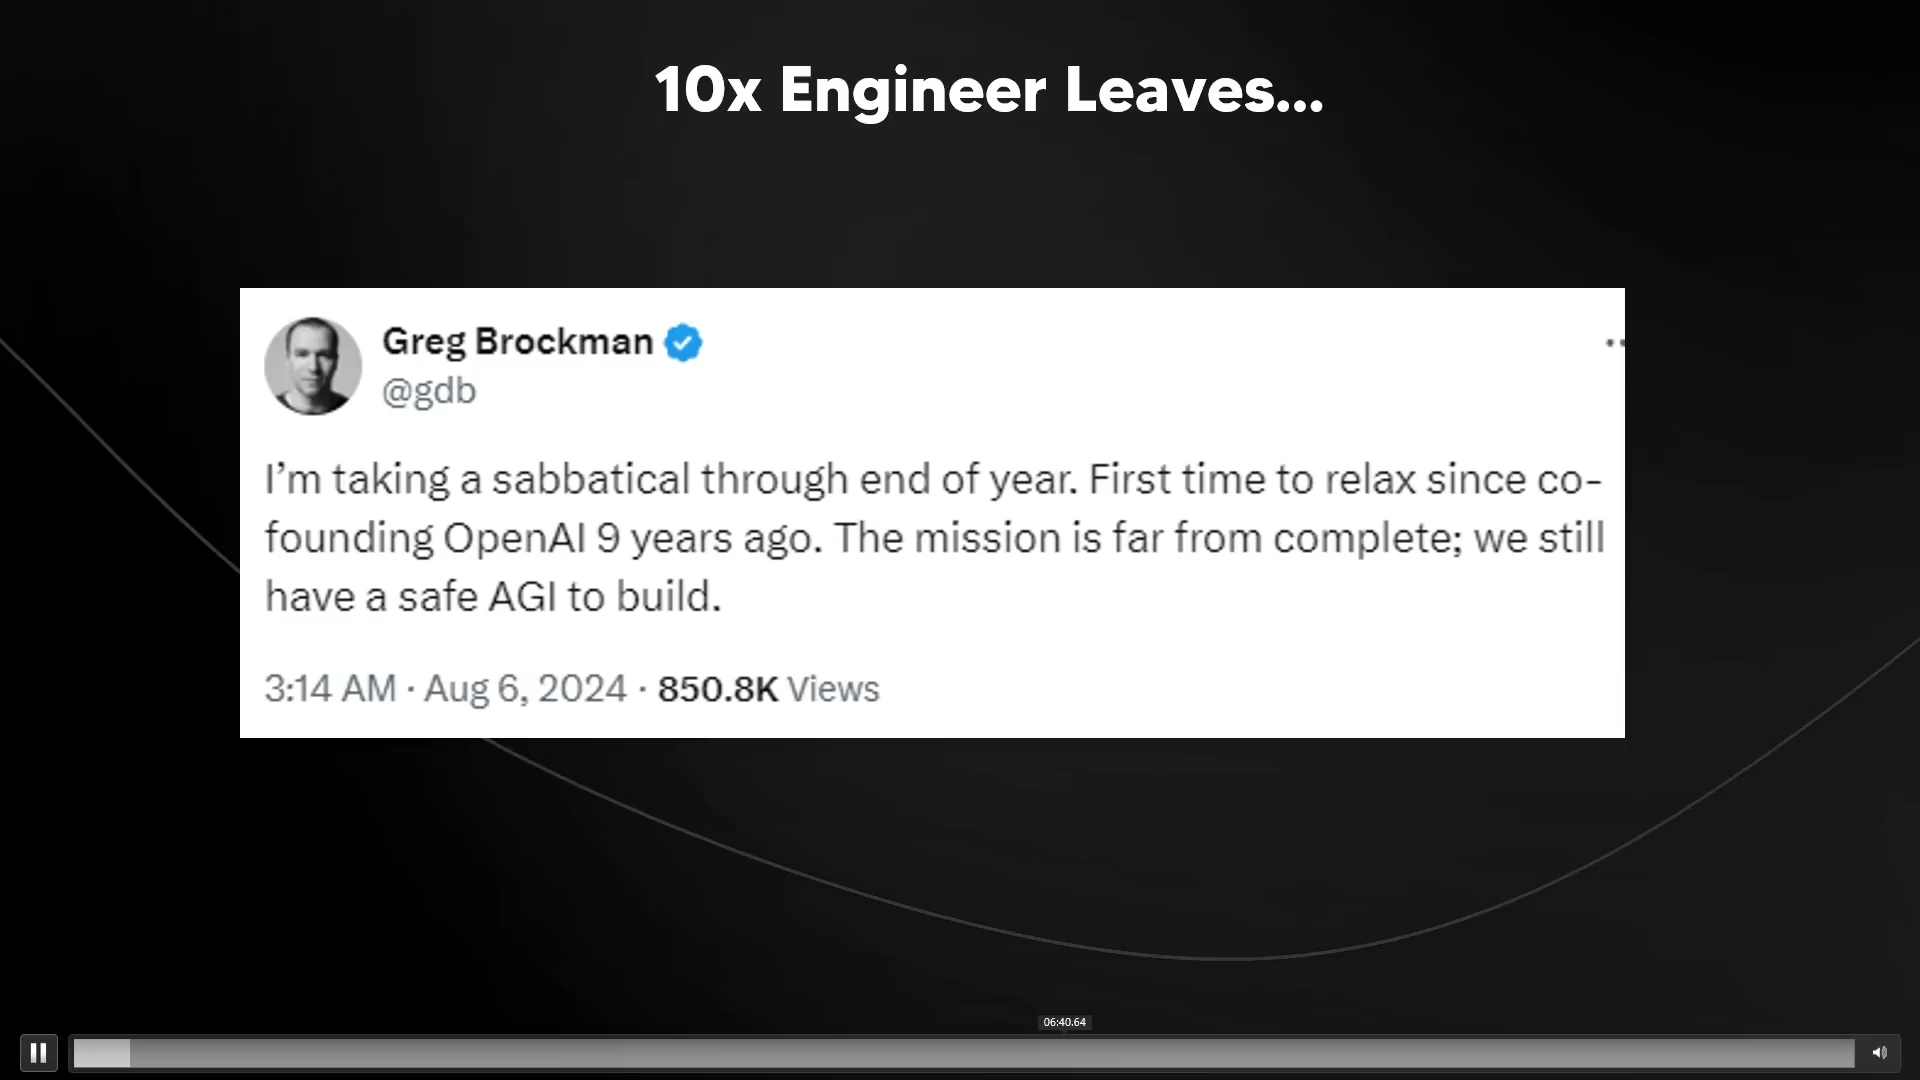 10x Engineer Leaves...
Greg Brockman
@gdb
I’m taking a sabbatical through end of year. First time to relax since co-
founding OpenAI 9 years ago. The mission is far from complete; we still
have a safe AGI to build.
3:14 AM · Aug 6, 2024 · 850.8K Views
06:40.64